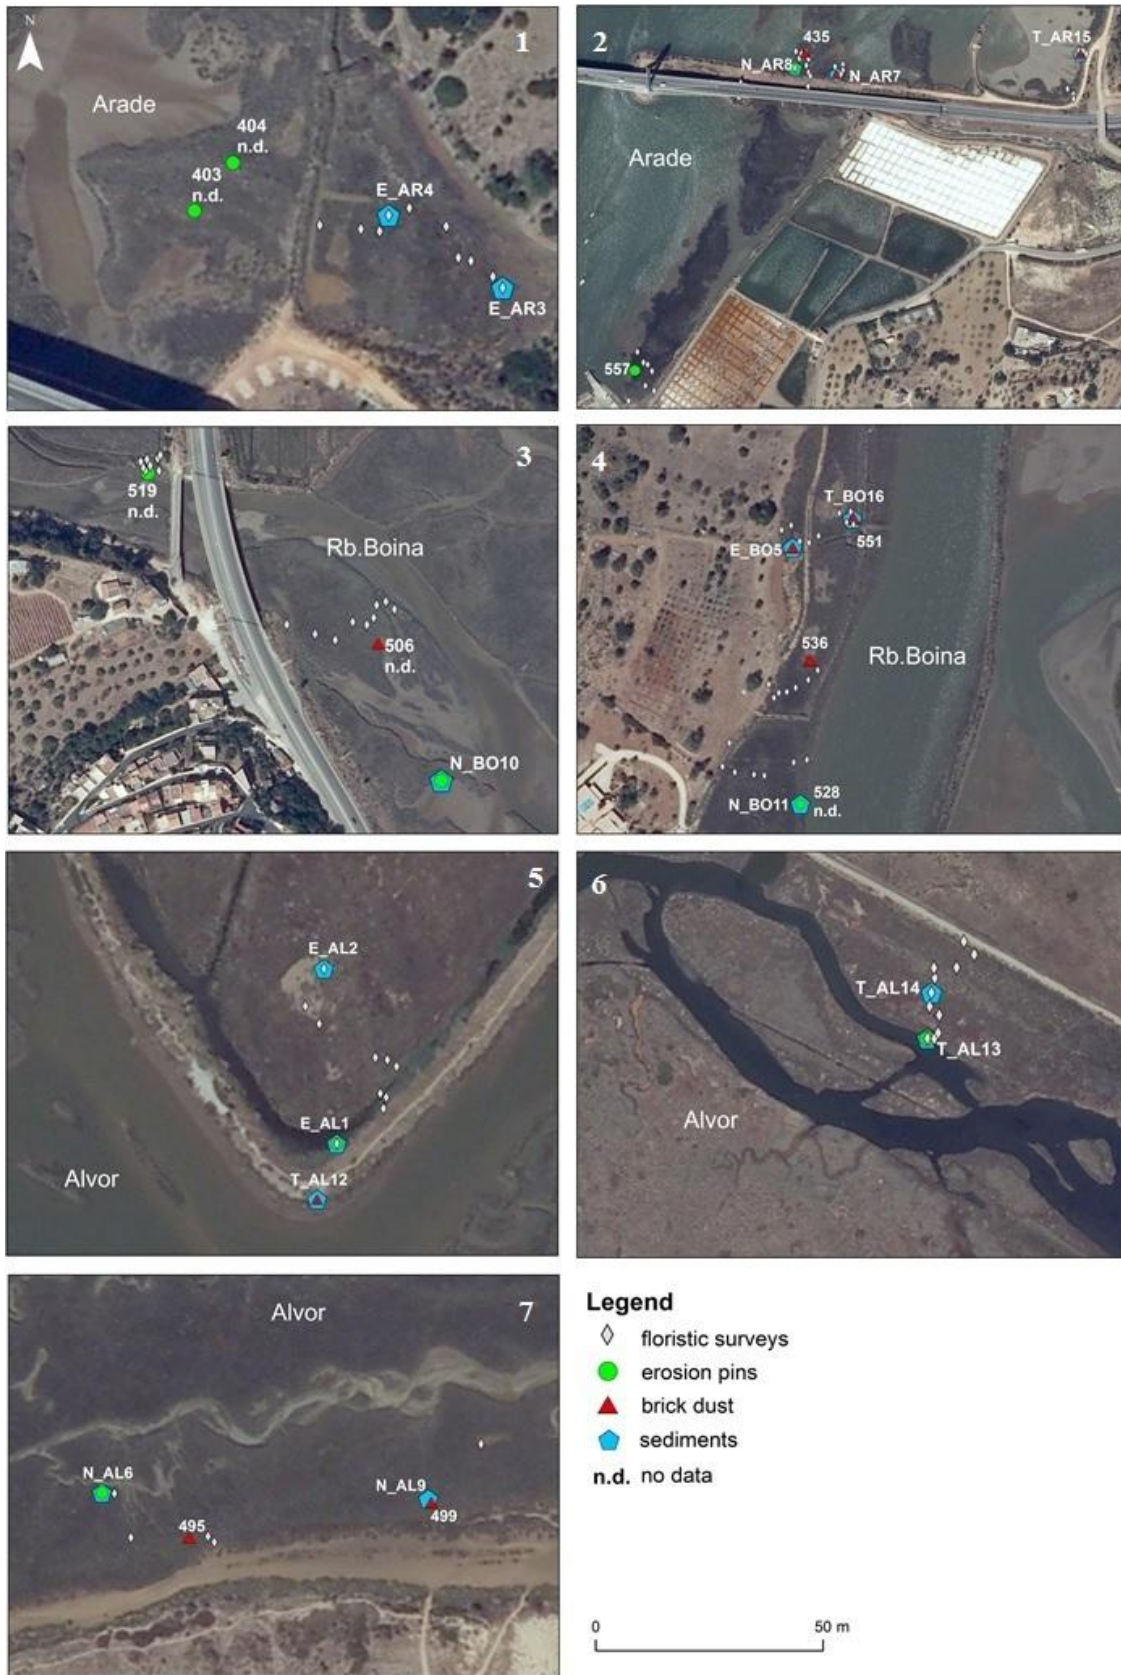 N
1
Arade
404
n.d.
403
n.d.
E_AR4
E_AR3
2
435
T_AR15
N_AR8
N_AR7
Arade
557
3
519
n.d.
Rb.Boina
506
n.d.
N_BO10
4
T_BO16
551
E_BO5
536
Rb.Boina
N_BO11
528
n.d.
5
E_AL2
E_AL1
T_AL12
Alvor
6
T_AL14
T_AL13
Alvor
7
Alvor
N_AL6
N_AL9
499
495
Legend
floristic surveys
erosion pins
brick dust
sediments
n.d. no data
0 50 m